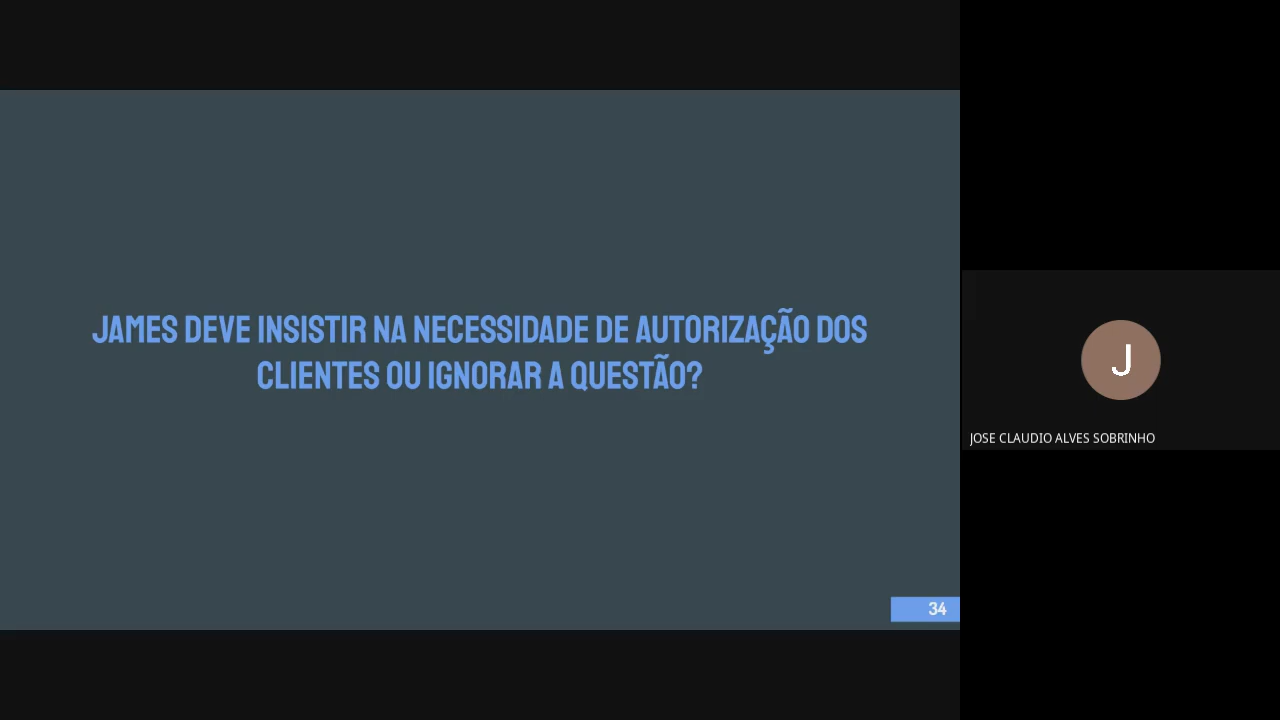 JAMES DEVE INSISTIR NA NECESSIDADE DE AUTORIZAÇÃO DOS
CLIENTES OU IGNORAR A QUESTÃO?
34
J
JOSE CLAUDIO ALVES SOBRINHO